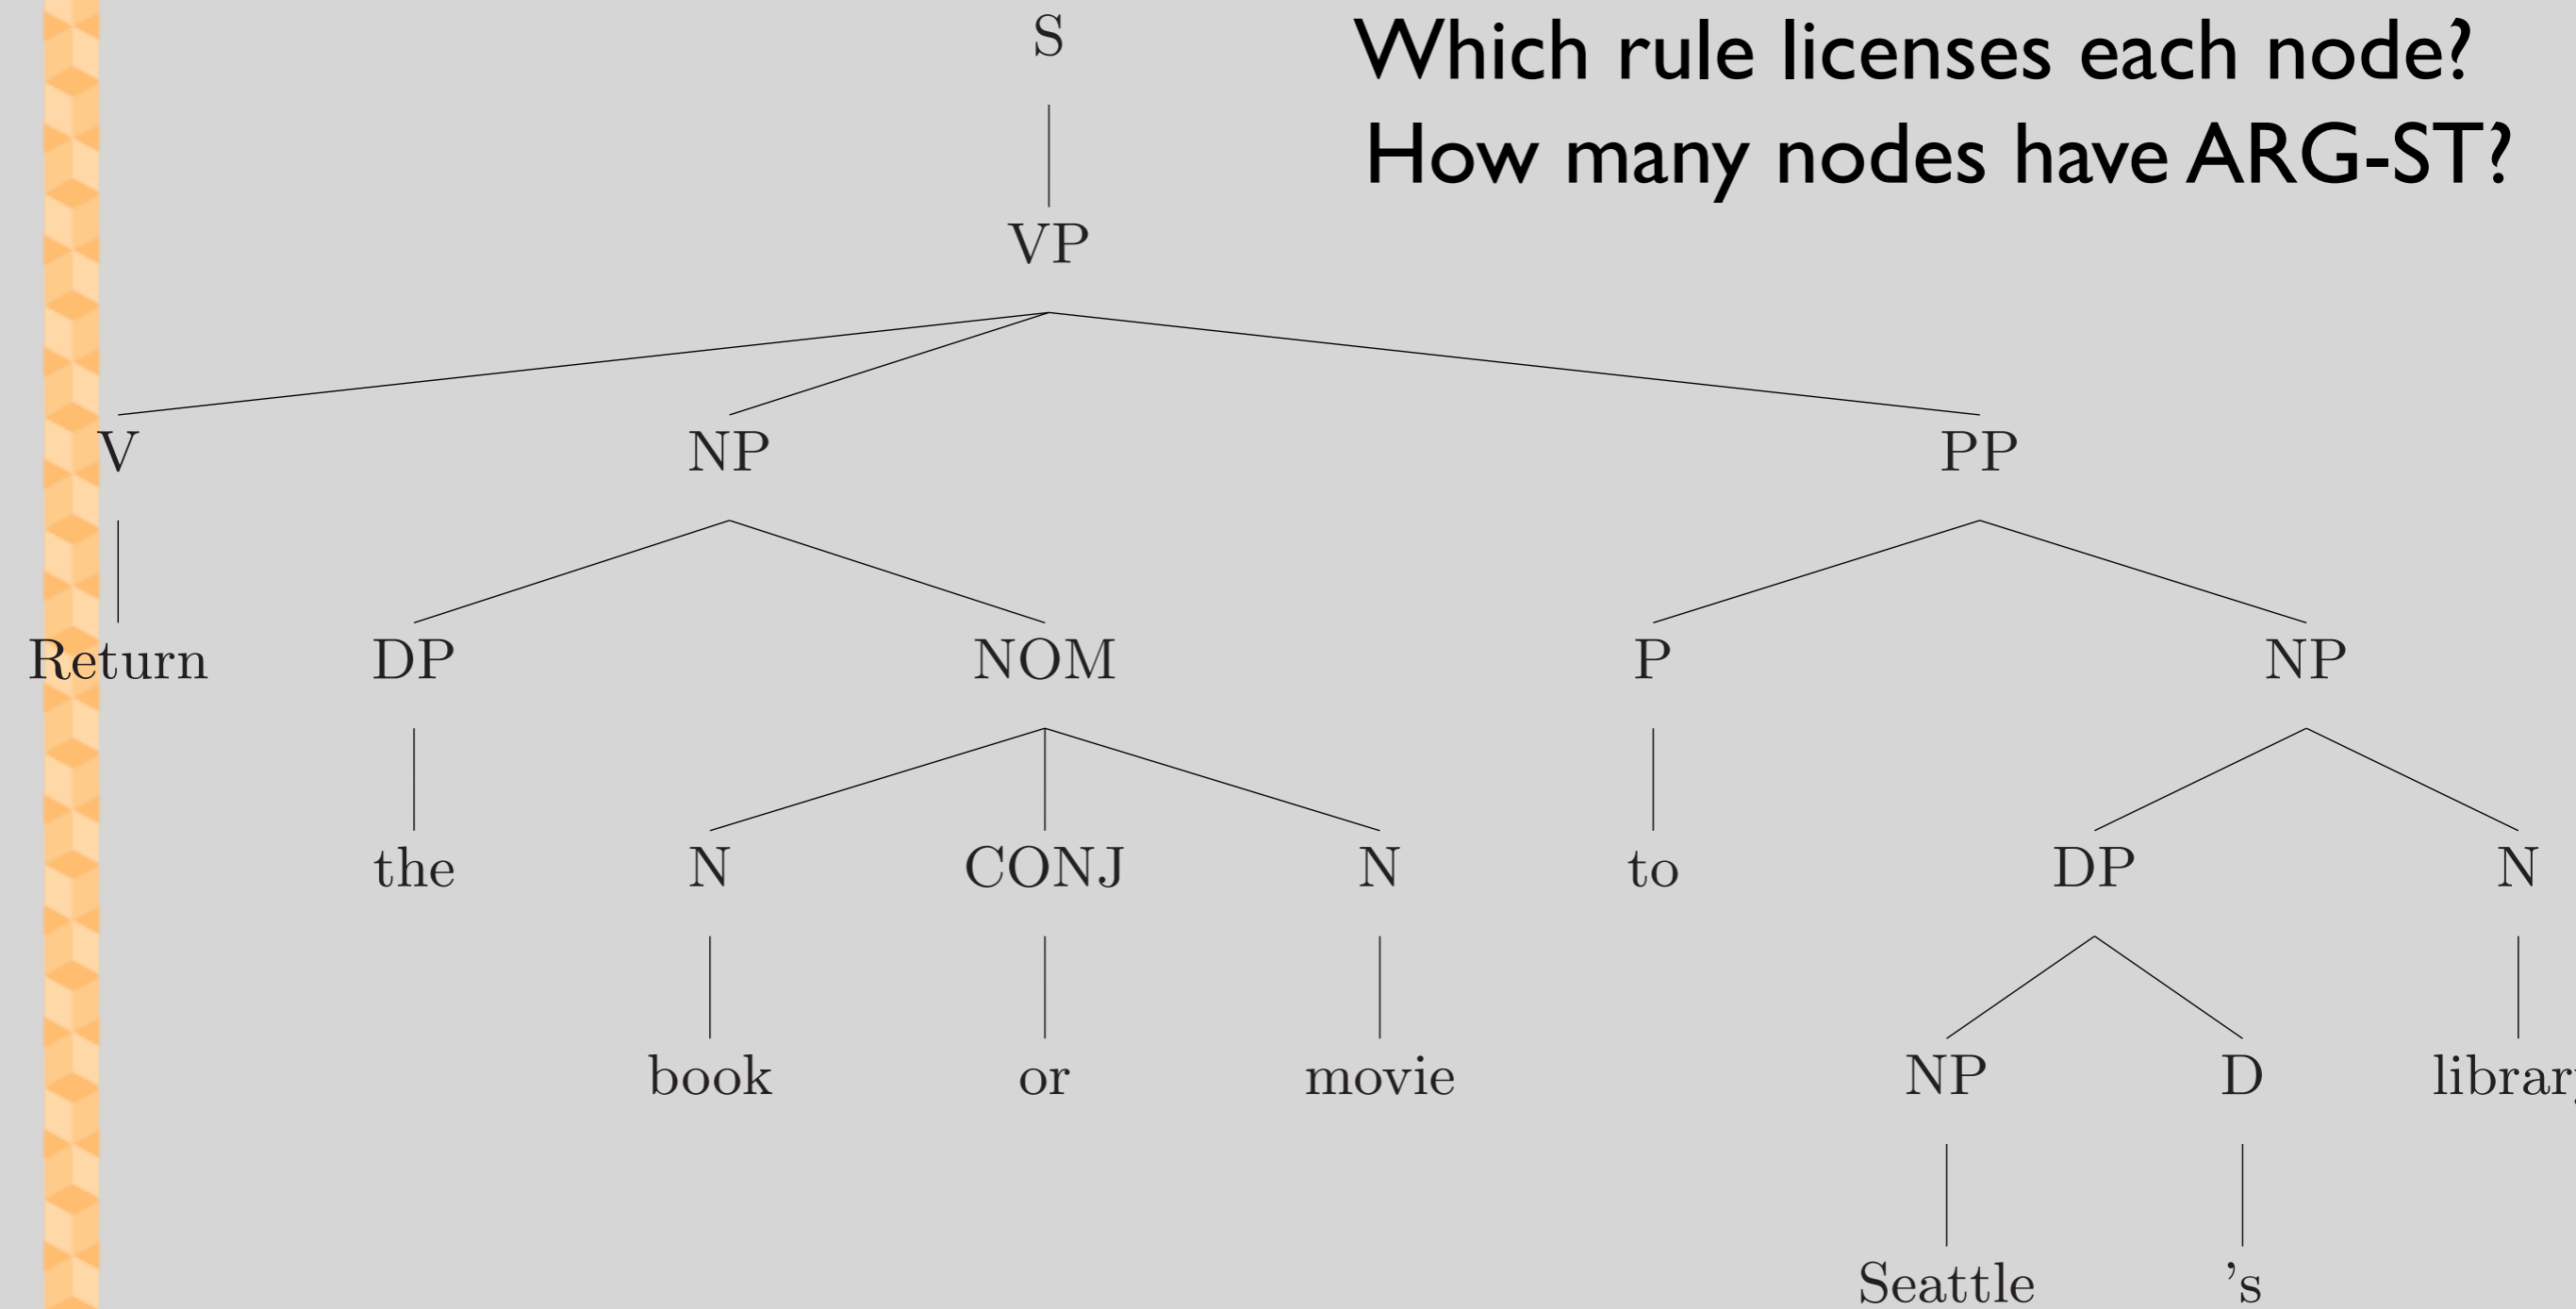 S
Which rule licenses each node?
How many nodes have ARG-ST?
VP
V NP PP
Return DP NOM P NP
the N CONJ N to DP N
book or movie NP D library
Seattle 's